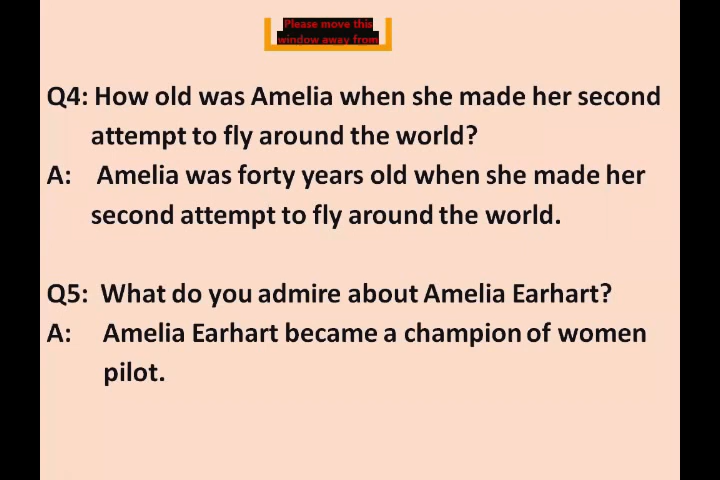 Please move this
window away from
Q4: How old was Amelia when she made her second
attempt to fly around the world?
A: Amelia was forty years old when she made her
second attempt to fly around the world.
Q5: What do you admire about Amelia Earhart?
A: Amelia Earhart became a champion of women
pilot.